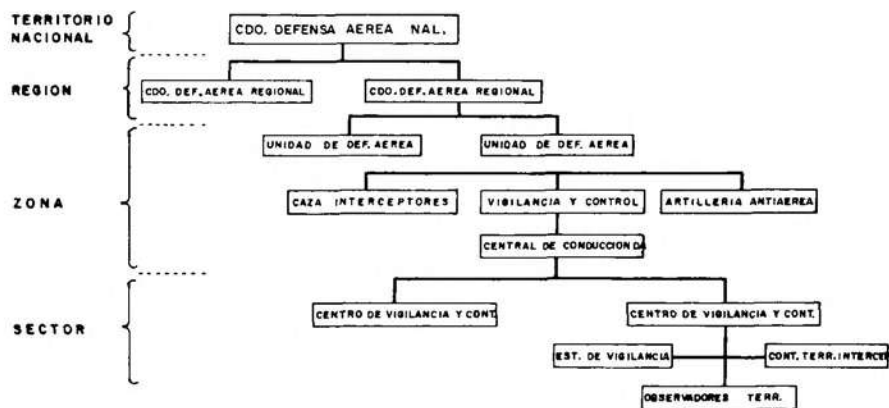 TERRITORIO
NACIONAL
CDO. DEFENSA AEREA NAL.
REGION
CDO. DEF. AEREA REGIONAL
CDO. DEF. AEREA REGIONAL
UNIDAD DE DEF. AEREA
UNIDAD DE DEF. AEREA
ZONA
CAZA INTERCEPTORES
VIGILANCIA Y CONTROL
ARTILLERIA ANTIAEREA
CENTRAL DE CONDUCCION DA
SECTOR
CENTRO DE VIGILANCIA Y CONT.
CENTRO DE VIGILANCIA Y CONT.
EST. DE VIGILANCIA
CONT. TERR. INTERCEP
OBSERVADORES TERR.